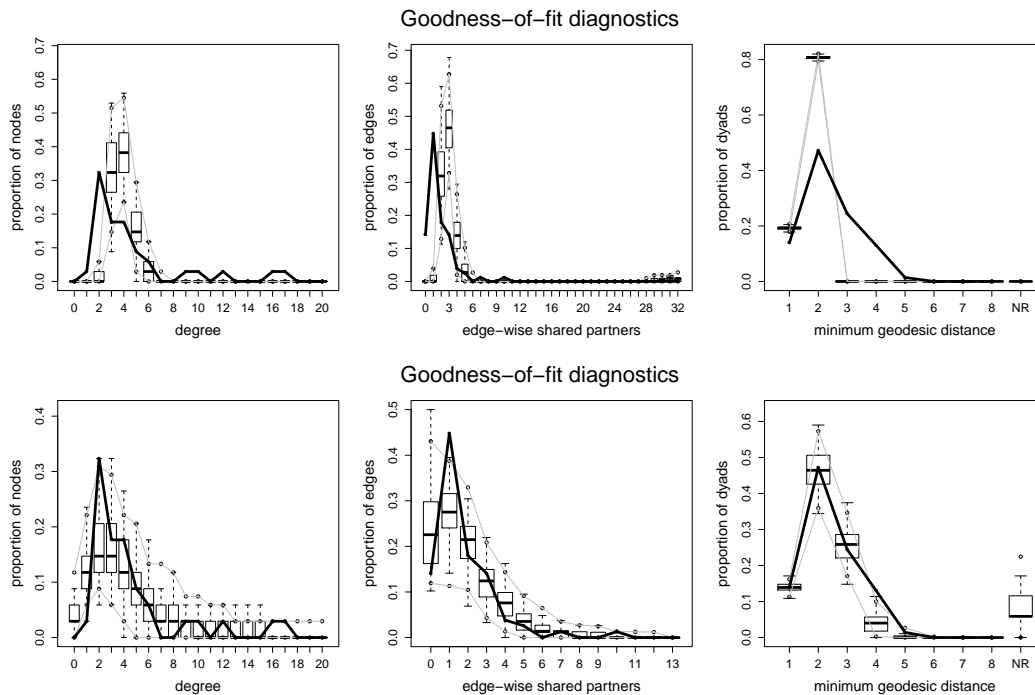 Goodness−of−fit diagnostics
0.0 0.1 0.2 0.3 0.4 0.5 0.6 0.7
proportion of nodes
0 2 4 6 8 10 12 14 16 18 20
degree
0.0 0.1 0.2 0.3 0.4 0.5 0.6 0.7
proportion of edges
0 3 6 9 12 16 20 24 28 32
edge−wise shared partners
0.0 0.2 0.4 0.6 0.8
proportion of dyads
1 2 3 4 5 6 7 8 NR
minimum geodesic distance
Goodness−of−fit diagnostics
0.0 0.1 0.2 0.3 0.4
proportion of nodes
0 2 4 6 8 10 12 14 16 18 20
degree
0.0 0.1 0.2 0.3 0.4 0.5
proportion of edges
0 1 2 3 4 5 6 7 8 9 11 13
edge−wise shared partners
0.0 0.1 0.2 0.3 0.4 0.5 0.6
proportion of dyads
1 2 3 4 5 6 7 8 NR
minimum geodesic distance